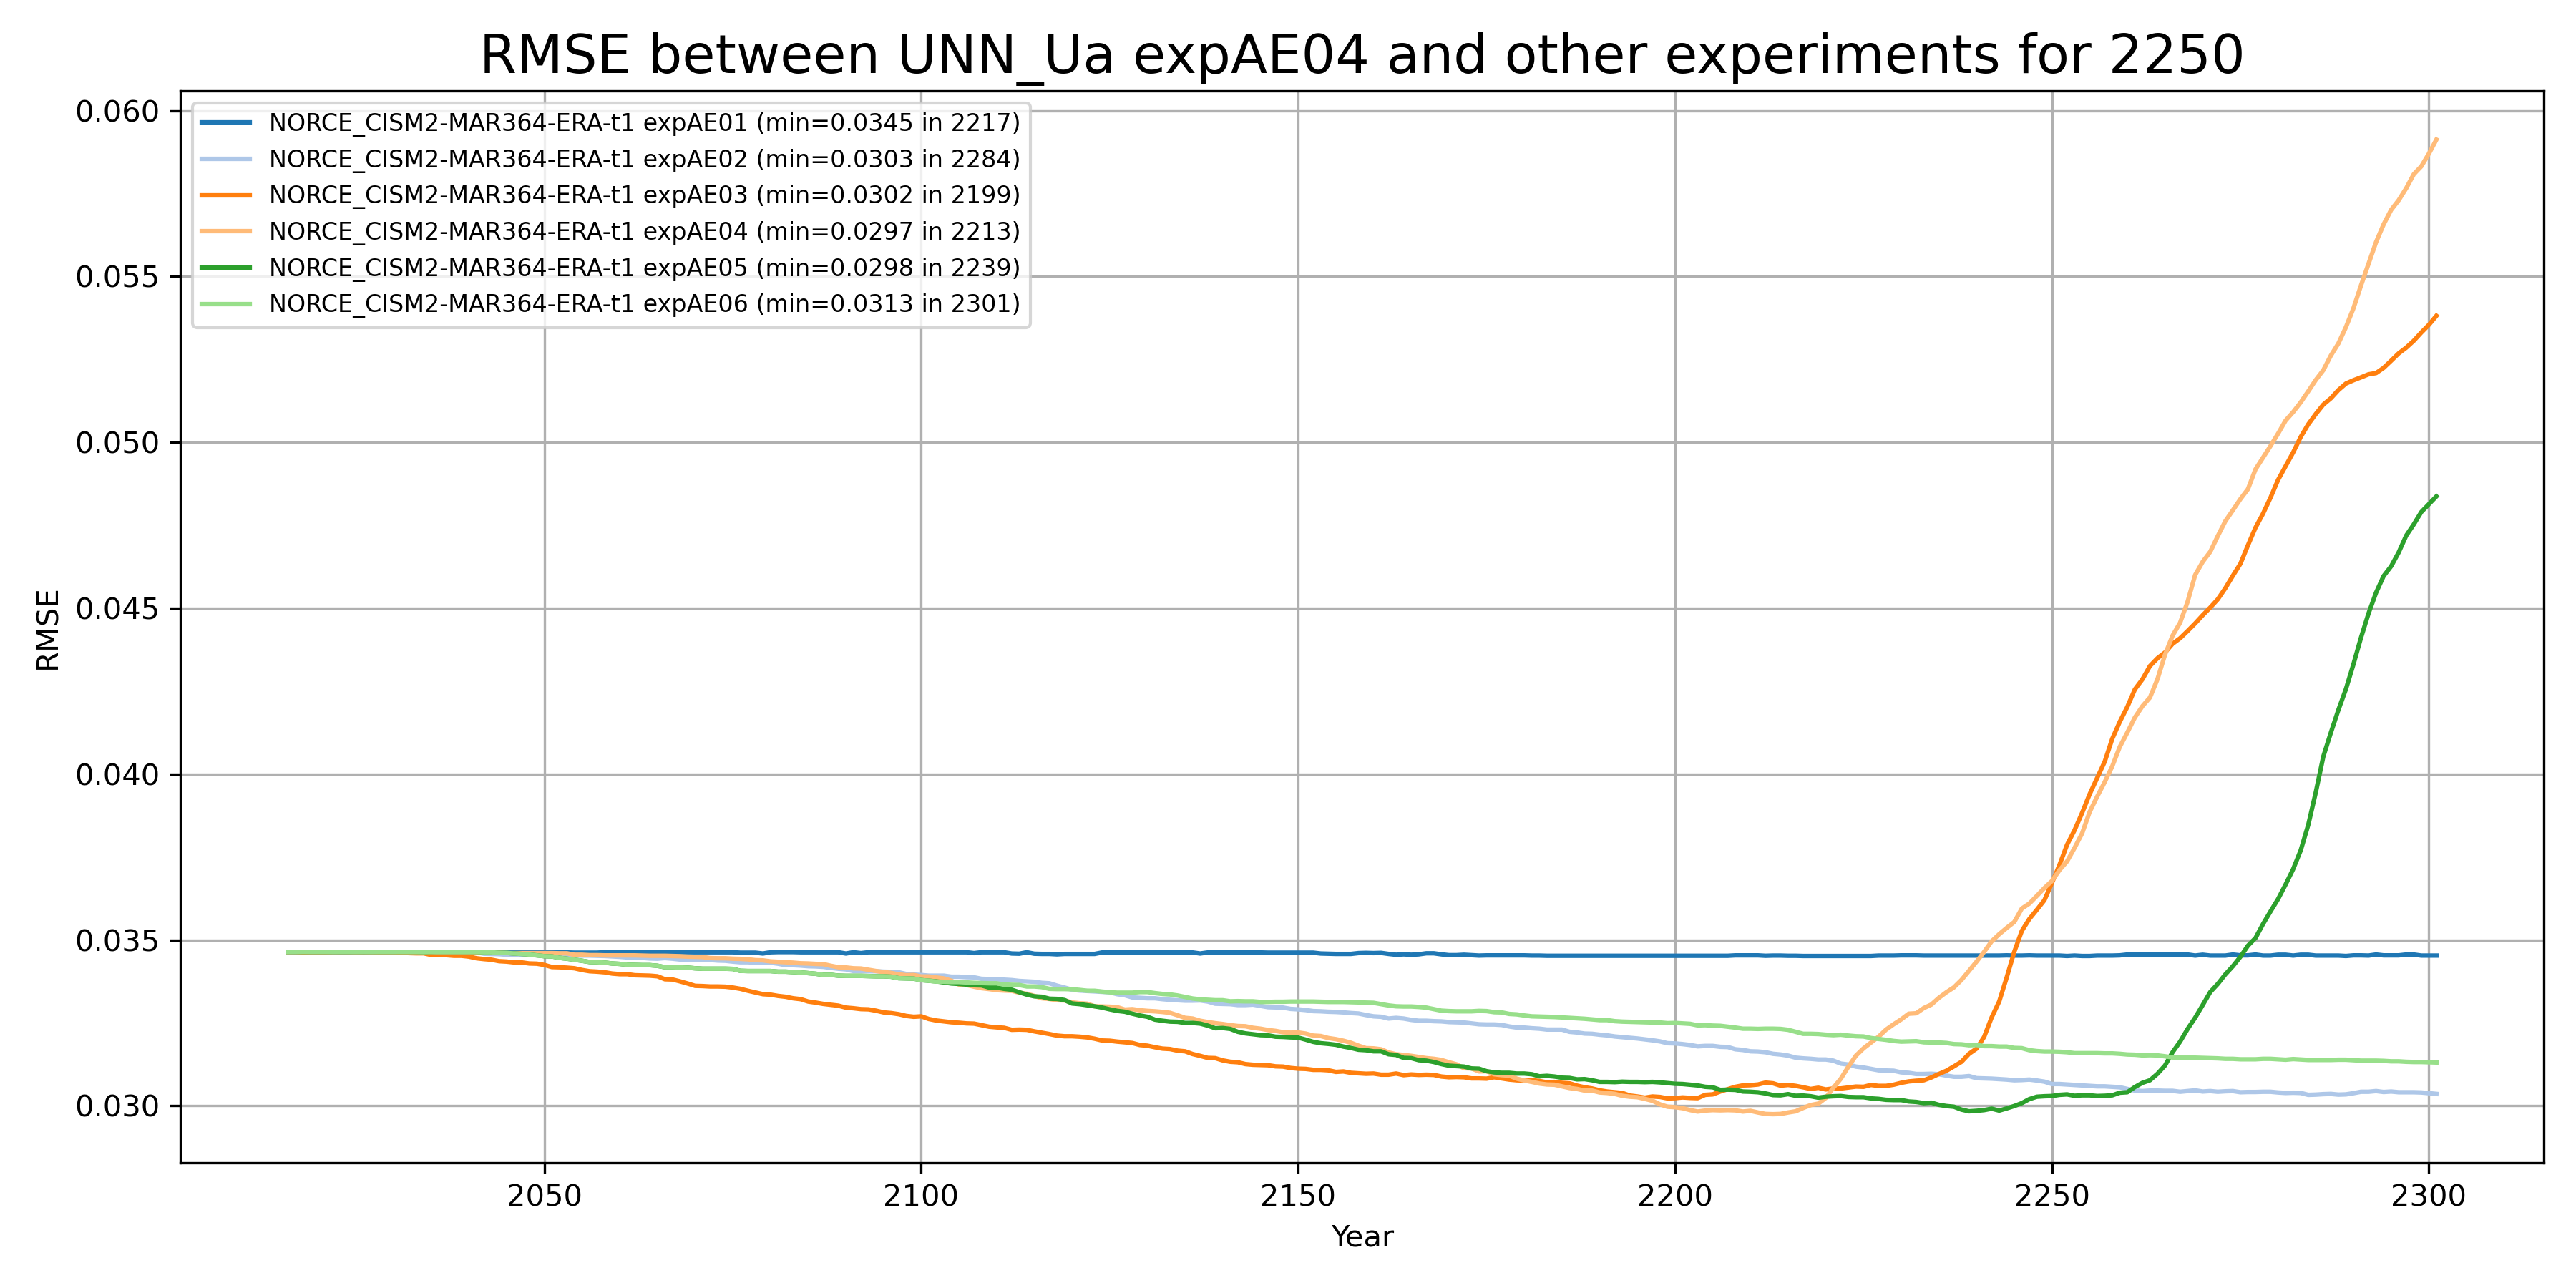 RMSE between UNN_Ua expAE04 and other experiments for 2250
0.060
0.055
0.050
0.045
0.040
0.035
0.030
RMSE
NORCE_CISM2-MAR364-ERA-t1 expAE01 (min=0.0345 in 2217)
NORCE_CISM2-MAR364-ERA-t1 expAE02 (min=0.0303 in 2284)
NORCE_CISM2-MAR364-ERA-t1 expAE03 (min=0.0302 in 2199)
NORCE_CISM2-MAR364-ERA-t1 expAE04 (min=0.0297 in 2213)
NORCE_CISM2-MAR364-ERA-t1 expAE05 (min=0.0298 in 2239)
NORCE_CISM2-MAR364-ERA-t1 expAE06 (min=0.0313 in 2301)
2050 2100 2150 2200 2250 2300
Year